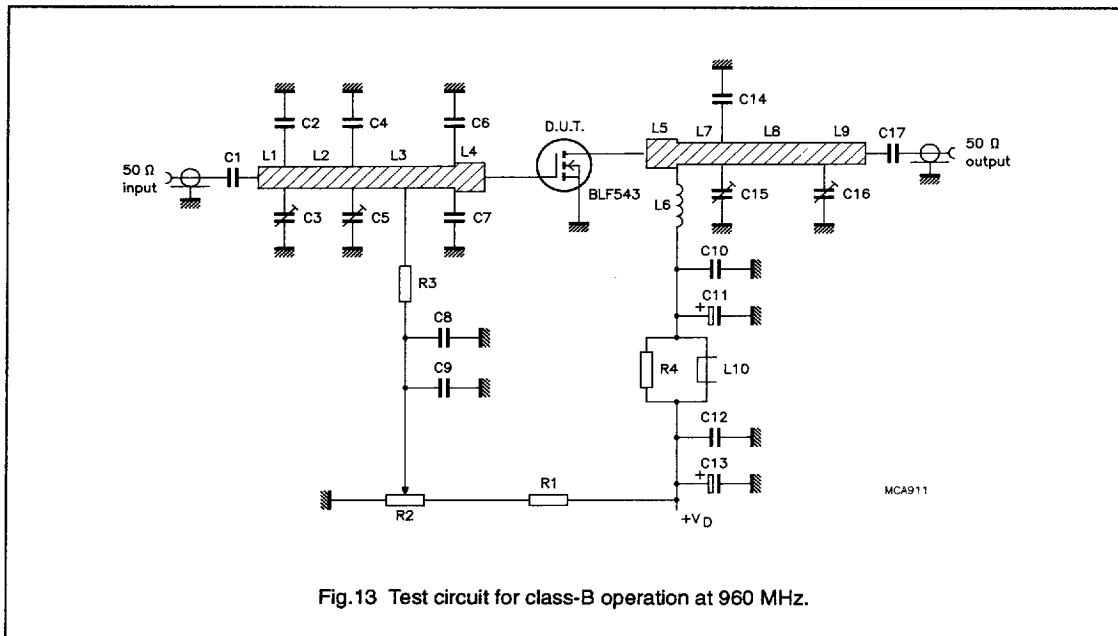 C2
C4
C6
C14
D.U.T.
L5
L7
L8
L9
C17
50 Ω
output
50 Ω
input
C1
L1
L2
L3
L4
BLF543
C3
C5
C7
L6
C15
C16
C10
R3
+
C11
C8
R4
L10
C9
C12
+
C13
MCA911
R2
R1
+VD
Fig.13 Test circuit for class-B operation at 960 MHz.